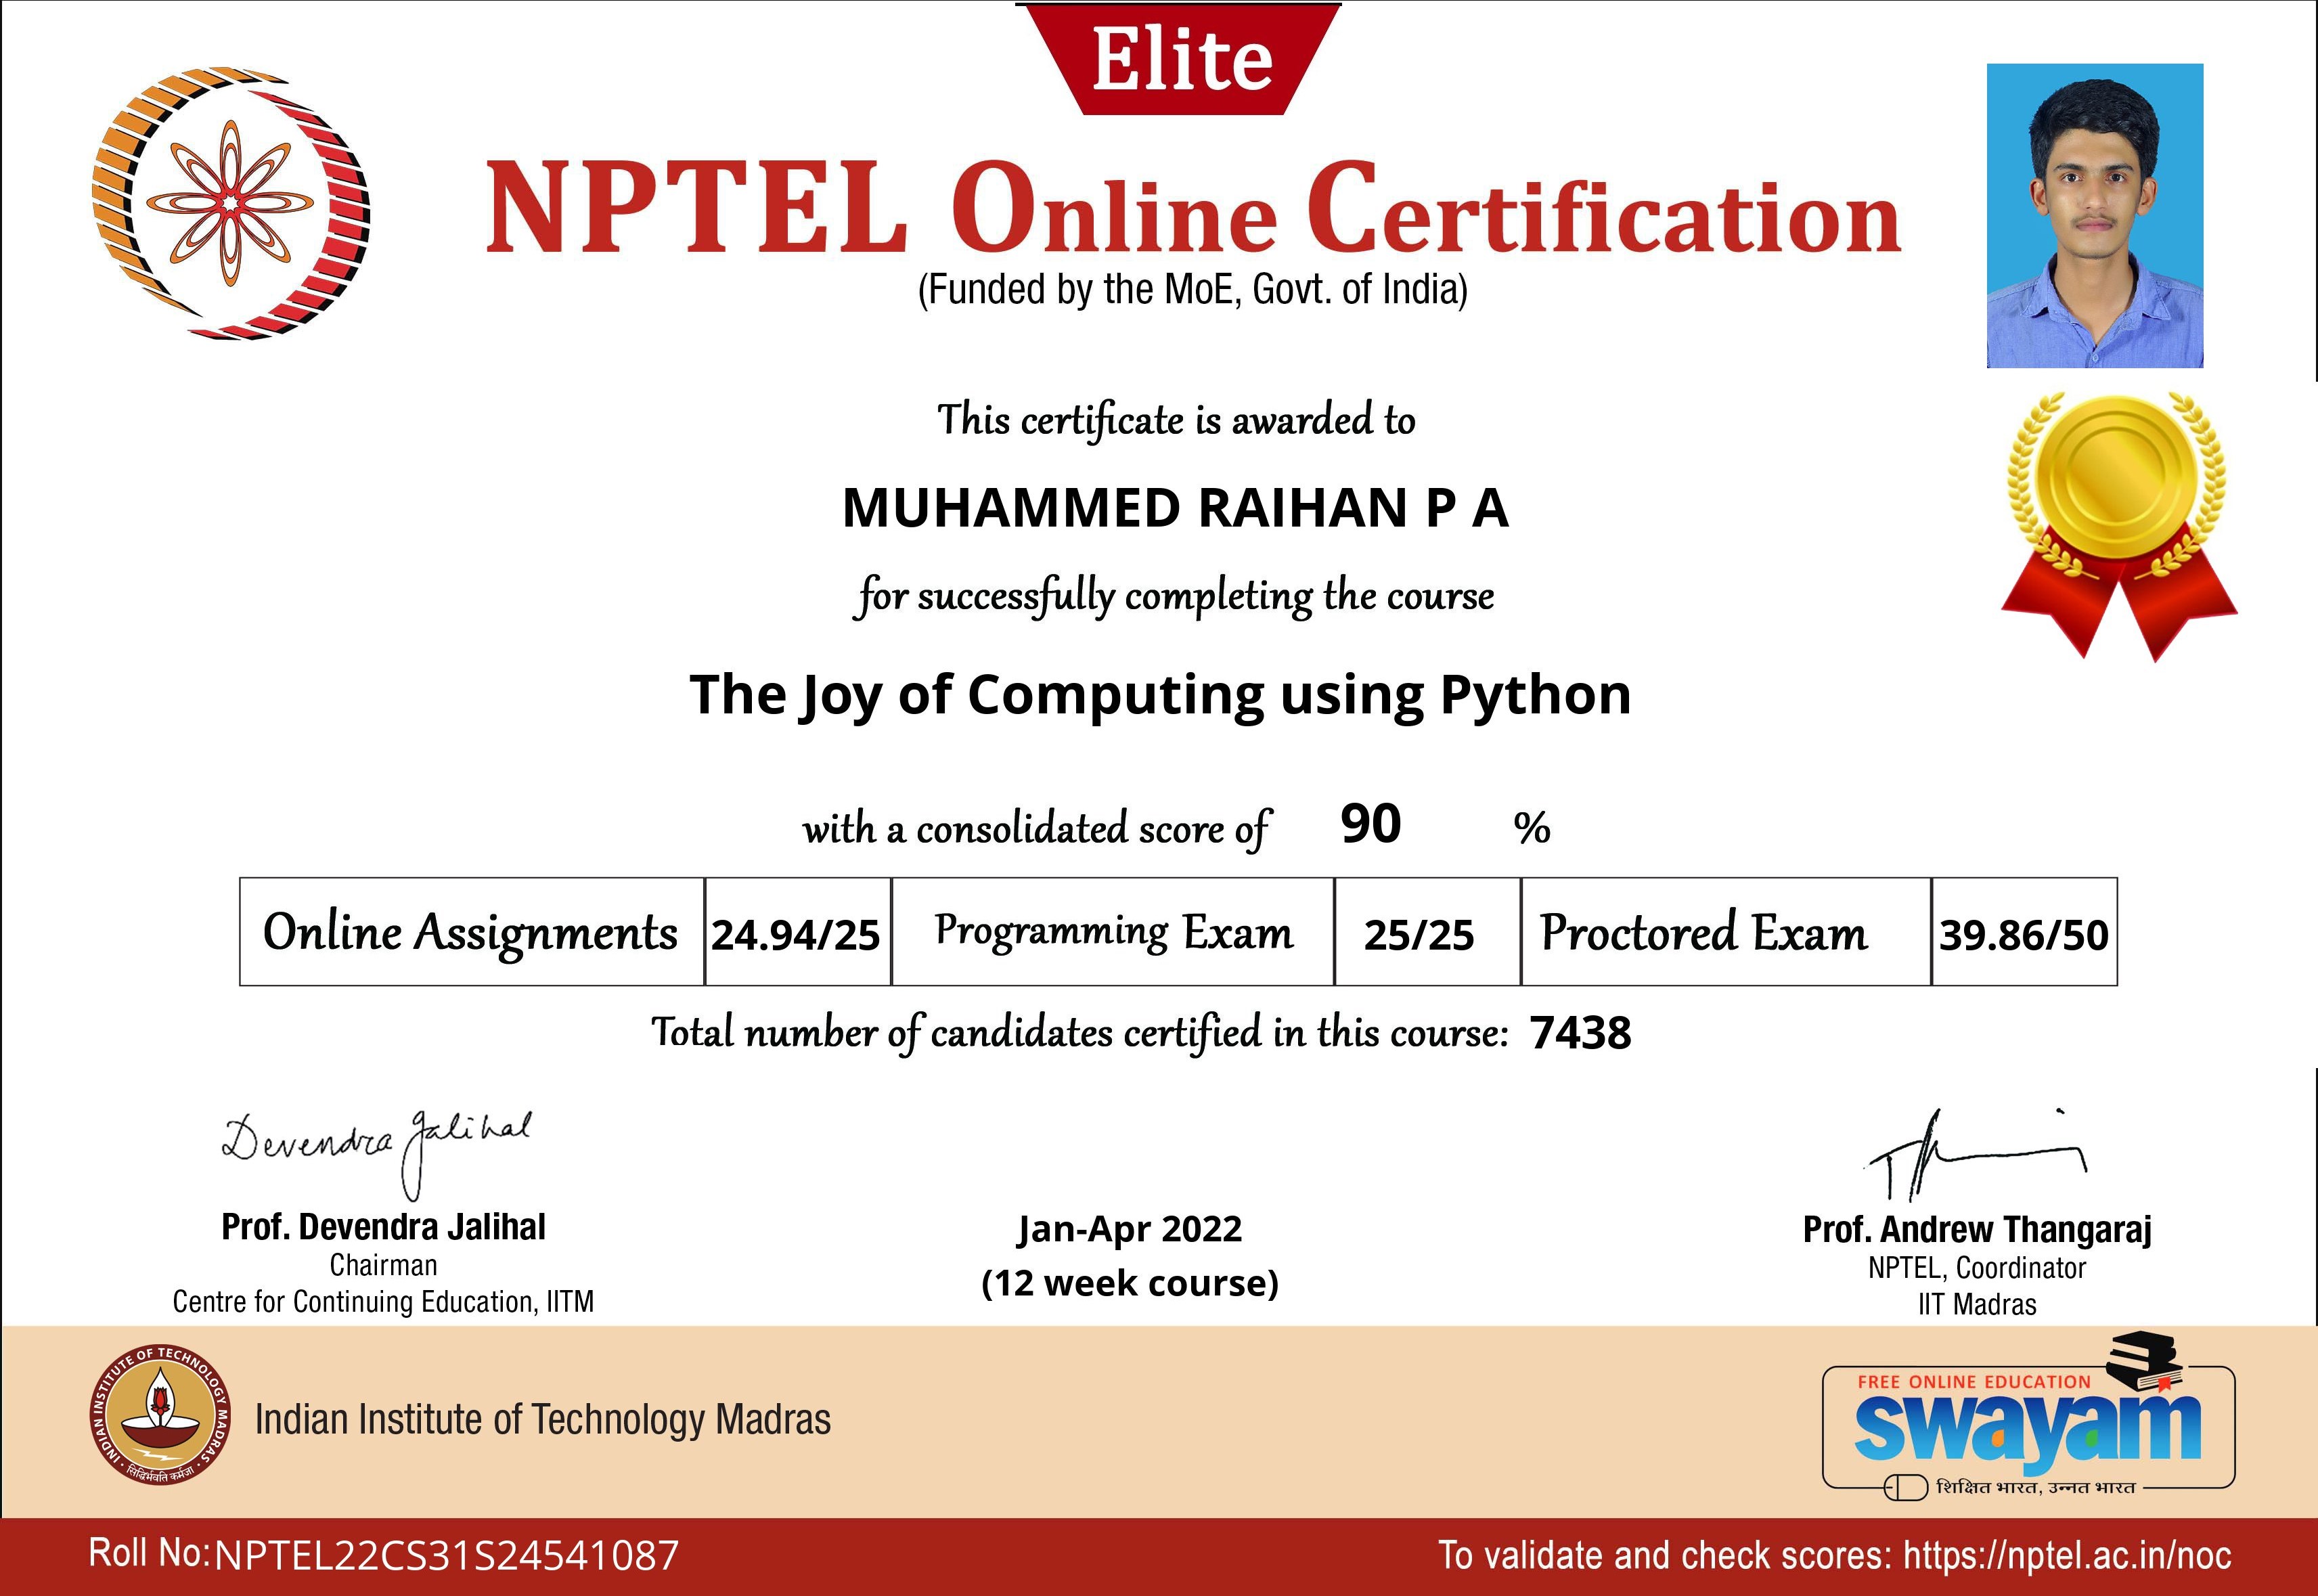 Elite
NPTEL Online Certification
(Funded by the MoE, Govt. of India)
This certificate is awarded to
MUHAMMED RAIHAN P A
for successfully completing the course
The Joy of Computing using Python
with a consolidated score of 90 %
Online Assignments 24.94/25 Programming Exam 25/25 Proctored Exam 39.86/50
Total number of candidates certified in this course: 7438
Devendra Jalihal
Prof. Devendra Jalihal
Chairman
Centre for Continuing Education, IITM
Jan-Apr 2022
(12 week course)
Prof. Andrew Thangaraj
NPTEL, Coordinator
IIT Madras
INDIAN INSTITUTE OF TECHNOLOGY MADRAS
सिद्धिर्भवति कर्मजा
Indian Institute of Technology Madras
FREE ONLINE EDUCATION
swayam
शिक्षित भारत, उन्नत भारत
Roll No: NPTEL22CS31S24541087
To validate and check scores: https://nptel.ac.in/noc